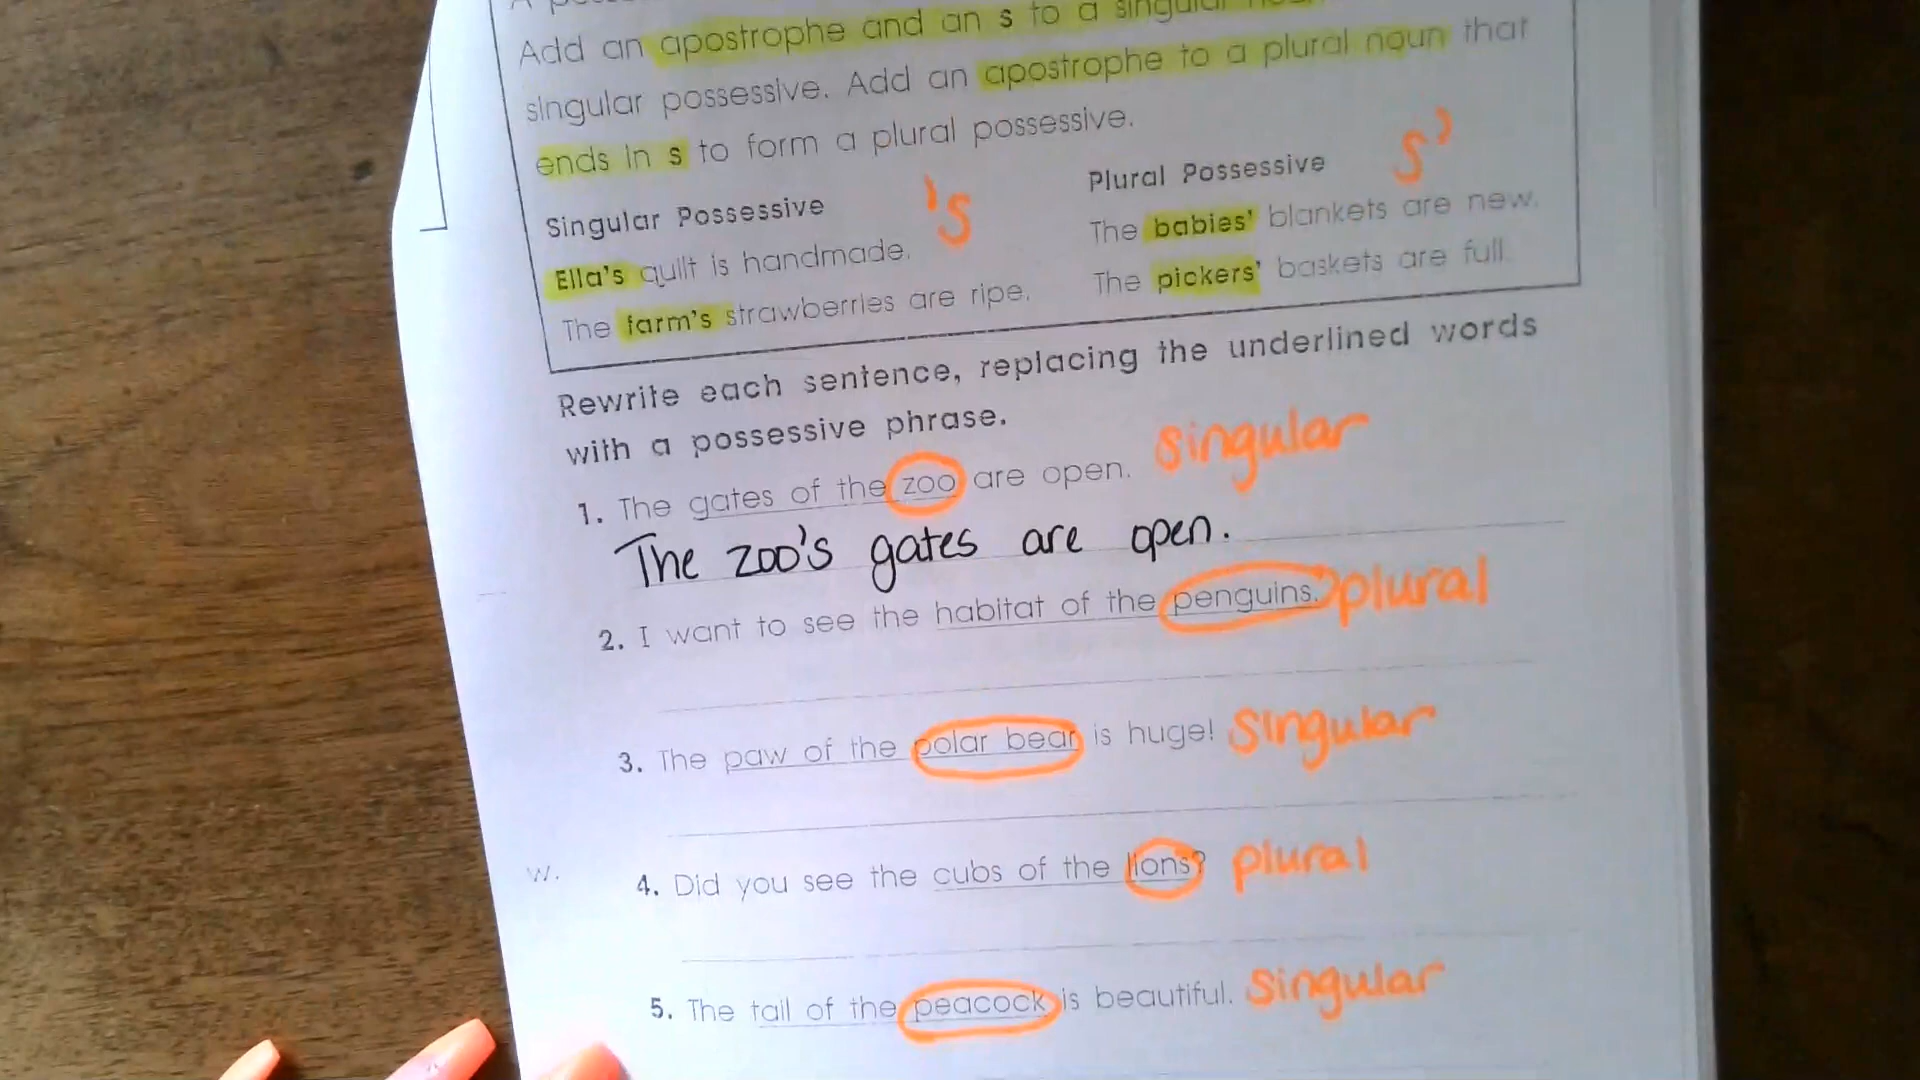 Add an apostrophe and an s to a singular
singular possessive. Add an apostrophe to a plural noun that
ends in s to form a plural possessive.
Singular Possessive 's Plural Possessive s'
Ella's quilt is handmade. The babies' blankets are new.
The farm's strawberries are ripe. The pickers' baskets are full.
Rewrite each sentence, replacing the underlined words
with a possessive phrase.
1. The gates of the zoo are open. singular
The zoo's gates are open.
2. I want to see the habitat of the penguins. plural
3. The paw of the polar bear is huge! singular
w.
4. Did you see the cubs of the lions? plural
5. The tail of the peacock is beautiful. singular